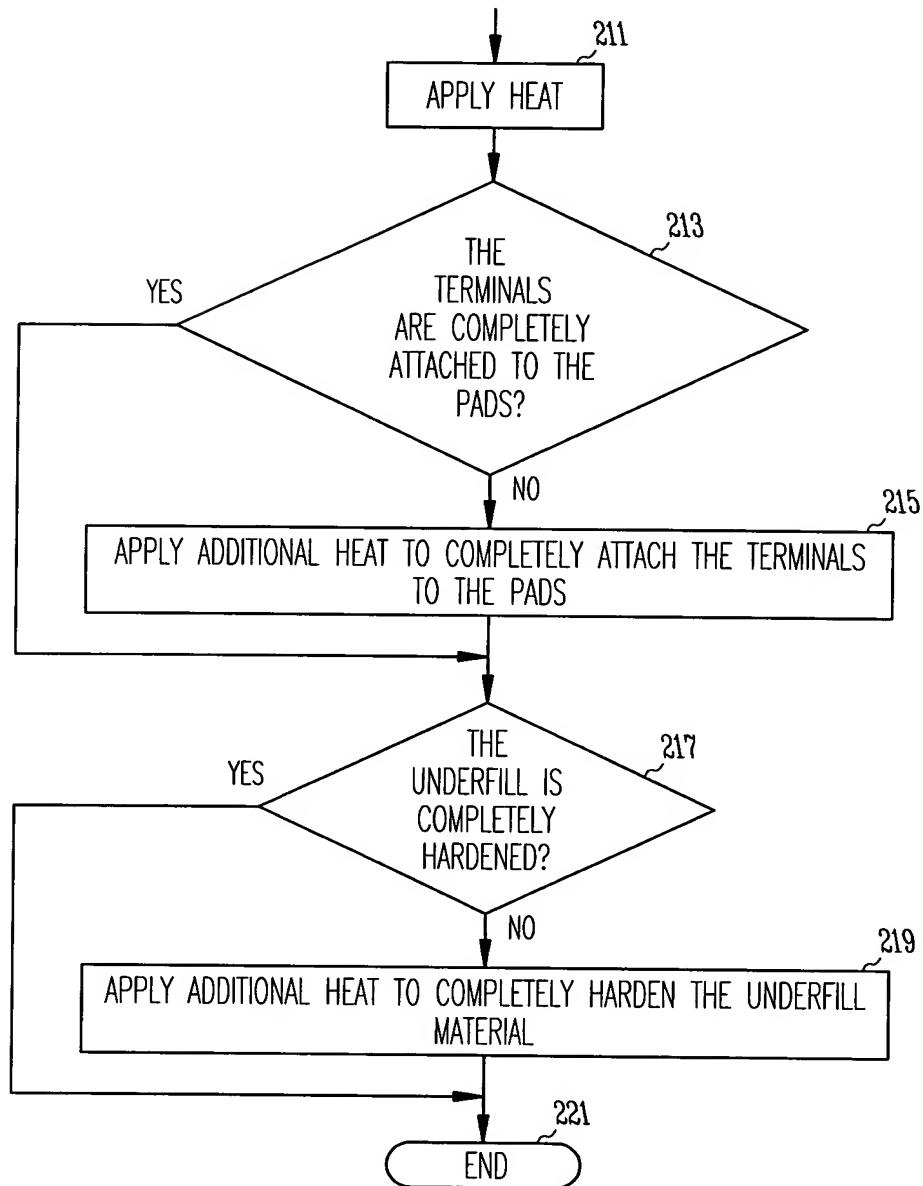 211
APPLY HEAT
213
THE
TERMINALS
ARE COMPLETELY
ATTACHED TO THE
PADS?
YES
NO
215
APPLY ADDITIONAL HEAT TO COMPLETELY ATTACH THE TERMINALS
TO THE PADS
217
THE
UNDERFILL IS
COMPLETELY
HARDENED?
YES
NO
219
APPLY ADDITIONAL HEAT TO COMPLETELY HARDEN THE UNDERFILL
MATERIAL
221
END